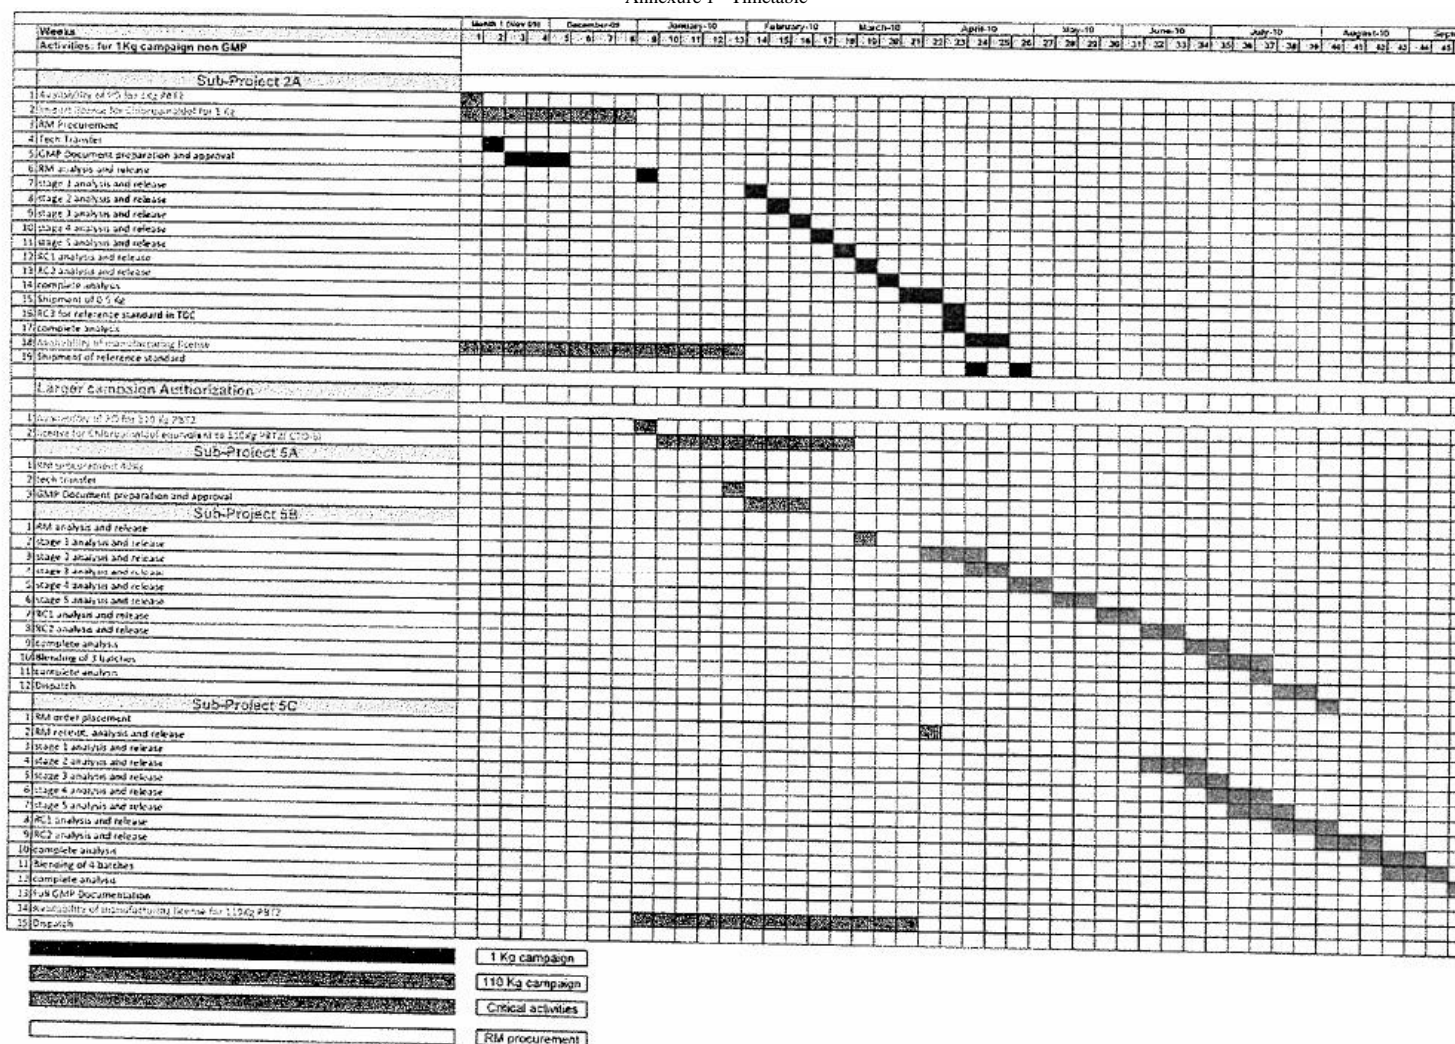 Annexure 1 - Timetable
Weeks Month 1 (Nov 09) December-09 January-10 February-10 March-10 April-10 May-10 June-10 July-10 August-10 Sept
Activities: for 1Kg campaign non GMP 1 2 3 4 5 6 7 8 9 10 11 12 13 14 15 16 17 18 19 20 21 22 23 24 25 26 27 28 29 30 31 32 33 34 35 36 37 38 39 40 41 42 43 44 45
Sub-Project 2A
1 Availability of PO for 1Kg PBT2
2 Import license for Chloroquinaldol for 1 Kg
3 RM Procurement
4 Tech Transfer
5 GMP Document preparation and approval
6 RM analysis and release
7 stage 1 analysis and release
8 stage 2 analysis and release
9 stage 3 analysis and release
10 stage 4 analysis and release
11 stage 5 analysis and release
12 RC1 analysis and release
13 RC2 analysis and release
14 complete analysis
15 Shipment of 0.5 Kg
16 RC3 for reference standard in TGC
17 complete analysis
18 Availability of manufacturing license
19 Shipment of reference standard
Larger campaign Authorization
1 Availability of PO for 110 Kg PBT2
2 license for Chloroquinaldol equivalent to 110Kg PBT2
Sub-Project 5A
1 RM procurement
2 tech transfer
3 GMP Document preparation and approval
Sub-Project 5B
1 RM analysis and release
2 stage 1 analysis and release
3 stage 2 analysis and release
4 stage 3 analysis and release
5 stage 4 analysis and release
6 stage 5 analysis and release
7 RC1 analysis and release
8 RC2 analysis and release
9 complete analysis
10 Blending of 3 batches
11 complete analysis
12 Dispatch
Sub-Project 5C
1 RM order placement
2 RM receipt, analysis and release
3 stage 1 analysis and release
4 stage 2 analysis and release
5 stage 3 analysis and release
6 stage 4 analysis and release
7 stage 5 analysis and release
8 RC1 analysis and release
9 RC2 analysis and release
10 complete analysis
11 Blending of 4 batches
12 complete analysis
13 Full GMP Documentation
14 Availability of manufacturing license for 110Kg PBT2
15 Dispatch
1 Kg campaign
110 Kg campaign
Critical activities
RM procurement